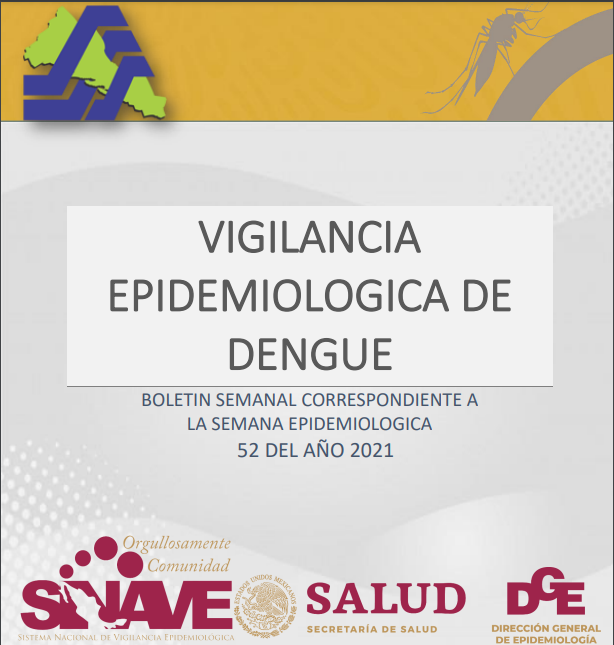 VIGILANCIA
EPIDEMIOLOGICA DE
DENGUE
BOLETIN SEMANAL CORRESPONDIENTE A
LA SEMANA EPIDEMIOLOGICA
52 DEL AÑO 2021
Orgullosamente
Comunidad
SINAVE
SISTEMA NACIONAL DE VIGILANCIA EPIDEMIOLÓGICA
ESTADOS UNIDOS MEXICANOS
SALUD
SECRETARÍA DE SALUD
DGE
DIRECCIÓN GENERAL
DE EPIDEMIOLOGÍA